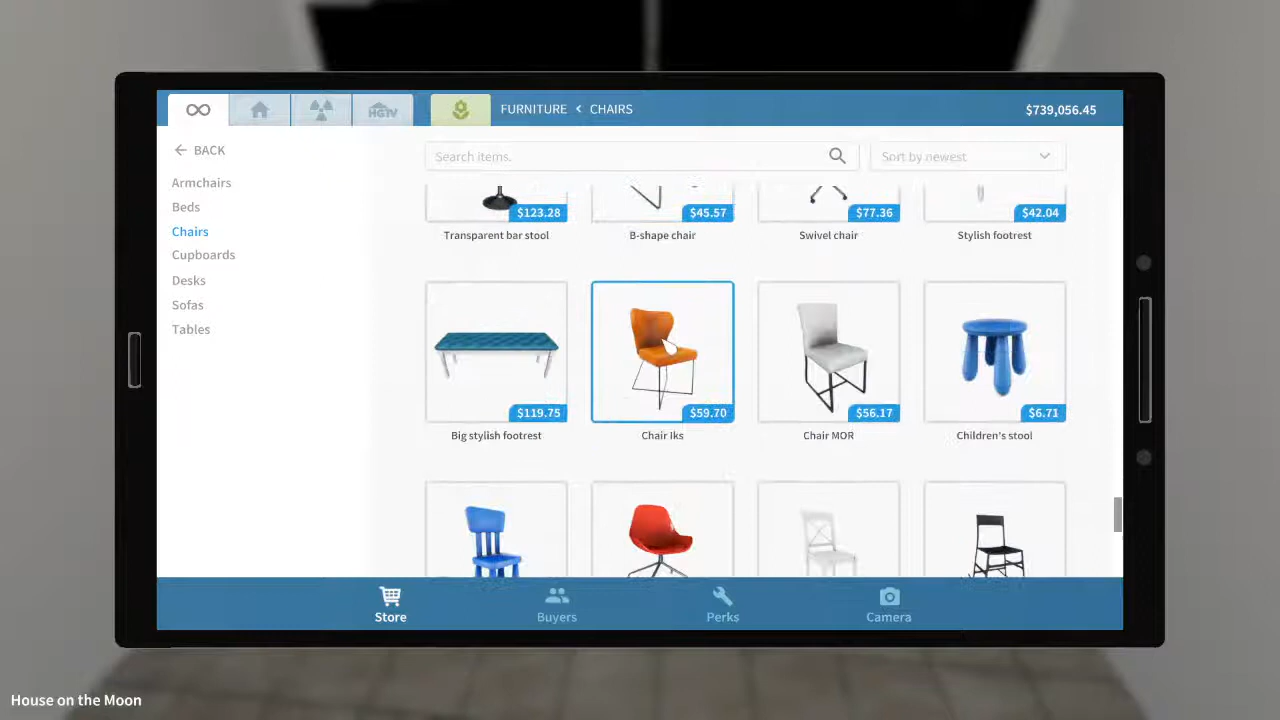 HGTV
FURNITURE < CHAIRS
$739,056.45
BACK
Search items.
Sort by newest
Armchairs
Beds
Chairs
Cupboards
Desks
Sofas
Tables
$123.28
$45.57
$77.36
$42.04
Transparent bar stool
B-shape chair
Swivel chair
Stylish footrest
$119.75
$59.70
$56.17
$6.71
Big stylish footrest
Chair Iks
Chair MOR
Children's stool
Store
Buyers
Perks
Camera
House on the Moon